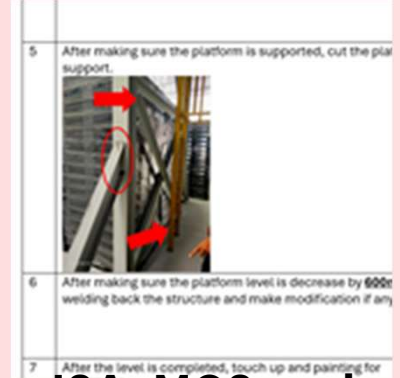 5 After making sure the platform is supported, cut the
support.
6 After making sure the platform level is decrease by
welding back the structure and make modification if any
7 After the level is completed, touch up and painting for